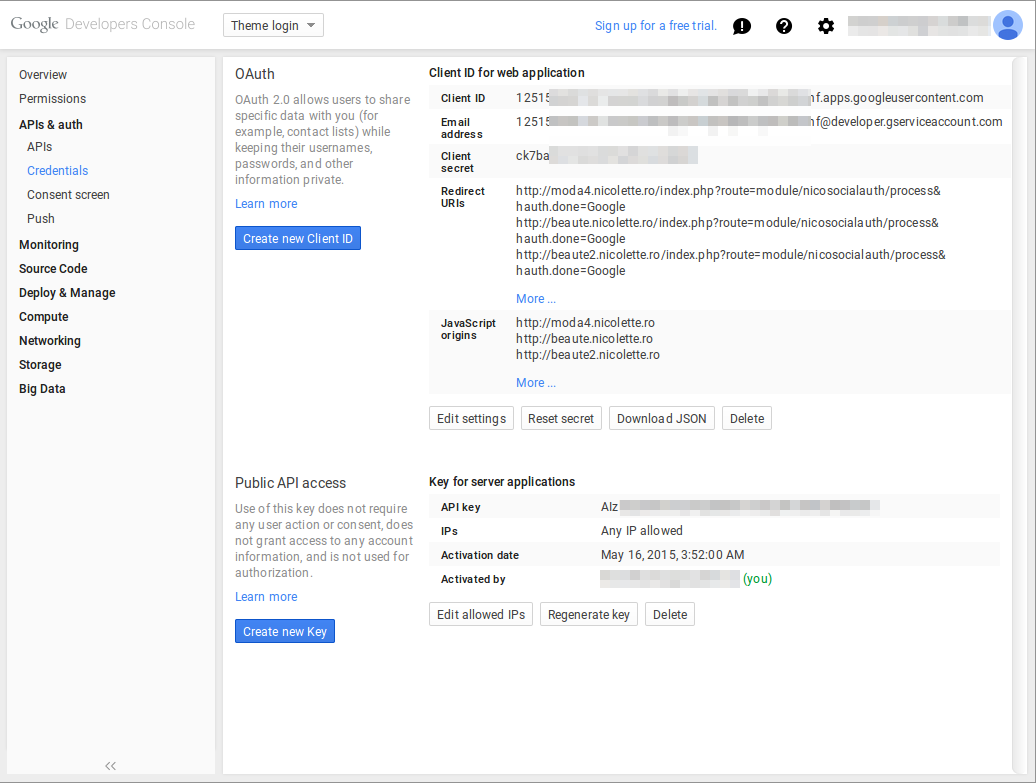 Google Developers Console
Theme login
Sign up for a free trial.
Overview
Permissions
APIs & auth
APIs
Credentials
Consent screen
Push
Monitoring
Source Code
Deploy & Manage
Compute
Networking
Storage
Big Data
OAuth
OAuth 2.0 allows users to share
specific data with you (for
example, contact lists) while
keeping their usernames,
passwords, and other
information private.
Learn more
Create new Client ID
Client ID for web application
Client ID 12515 nf.apps.googleusercontent.com
Email
address
12515 nf@developer.gserviceaccount.com
Client
secret
ck7ba
Redirect
URIs
http://moda4.nicolette.ro/index.php?route=module/nicosocialauth/process&
hauth.done=Google
http://beaute.nicolette.ro/index.php?route=module/nicosocialauth/process&
hauth.done=Google
http://beaute2.nicolette.ro/index.php?route=module/nicosocialauth/process&
hauth.done=Google
More ...
JavaScript
origins
http://moda4.nicolette.ro
http://beaute.nicolette.ro
http://beaute2.nicolette.ro
More ...
Edit settings Reset secret Download JSON Delete
Public API access
Use of this key does not require
any user action or consent, does
not grant access to any account
information, and is not used for
authorization.
Learn more
Create new Key
Key for server applications
API key AIz
IPs Any IP allowed
Activation date May 16, 2015, 3:52:00 AM
Activated by (you)
Edit allowed IPs Regenerate key Delete